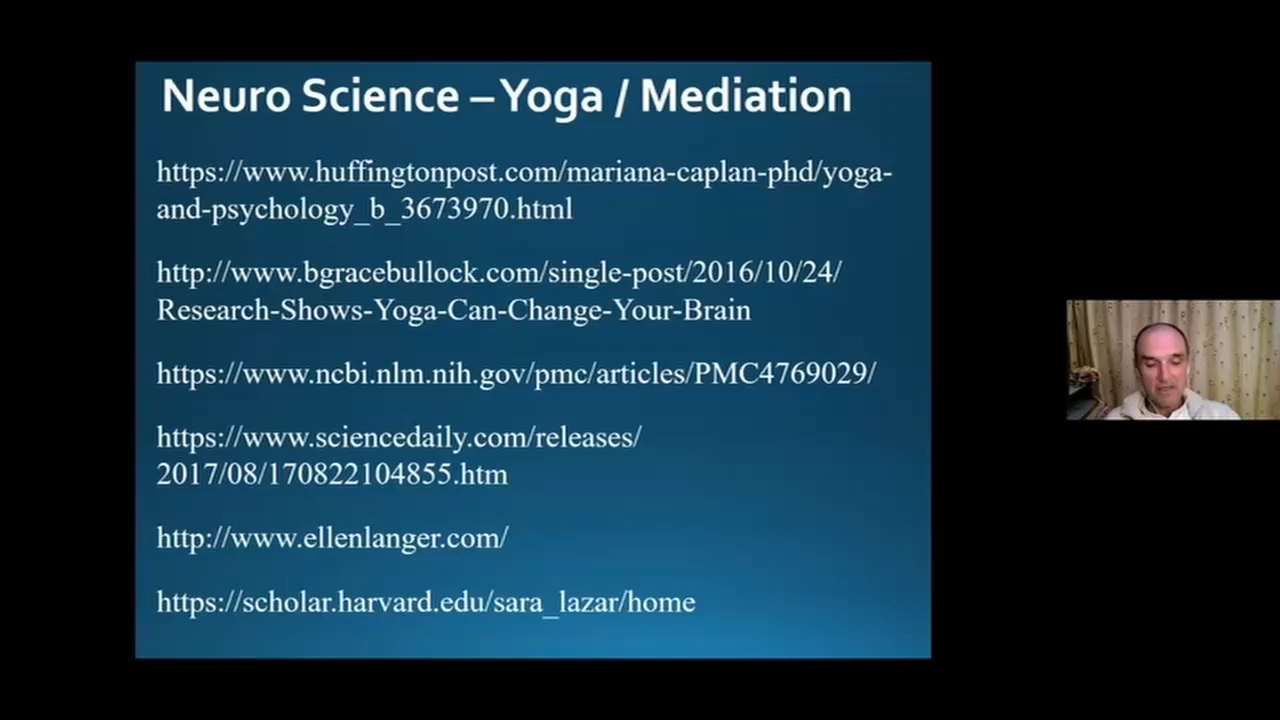 Neuro Science – Yoga / Mediation
https://www.huffingtonpost.com/mariana-caplan-phd/yoga-
and-psychology_b_3673970.html
http://www.bgracebullock.com/single-post/2016/10/24/
Research-Shows-Yoga-Can-Change-Your-Brain
https://www.ncbi.nlm.nih.gov/pmc/articles/PMC4769029/
https://www.sciencedaily.com/releases/
2017/08/170822104855.htm
http://www.ellenlanger.com/
https://scholar.harvard.edu/sara_lazar/home